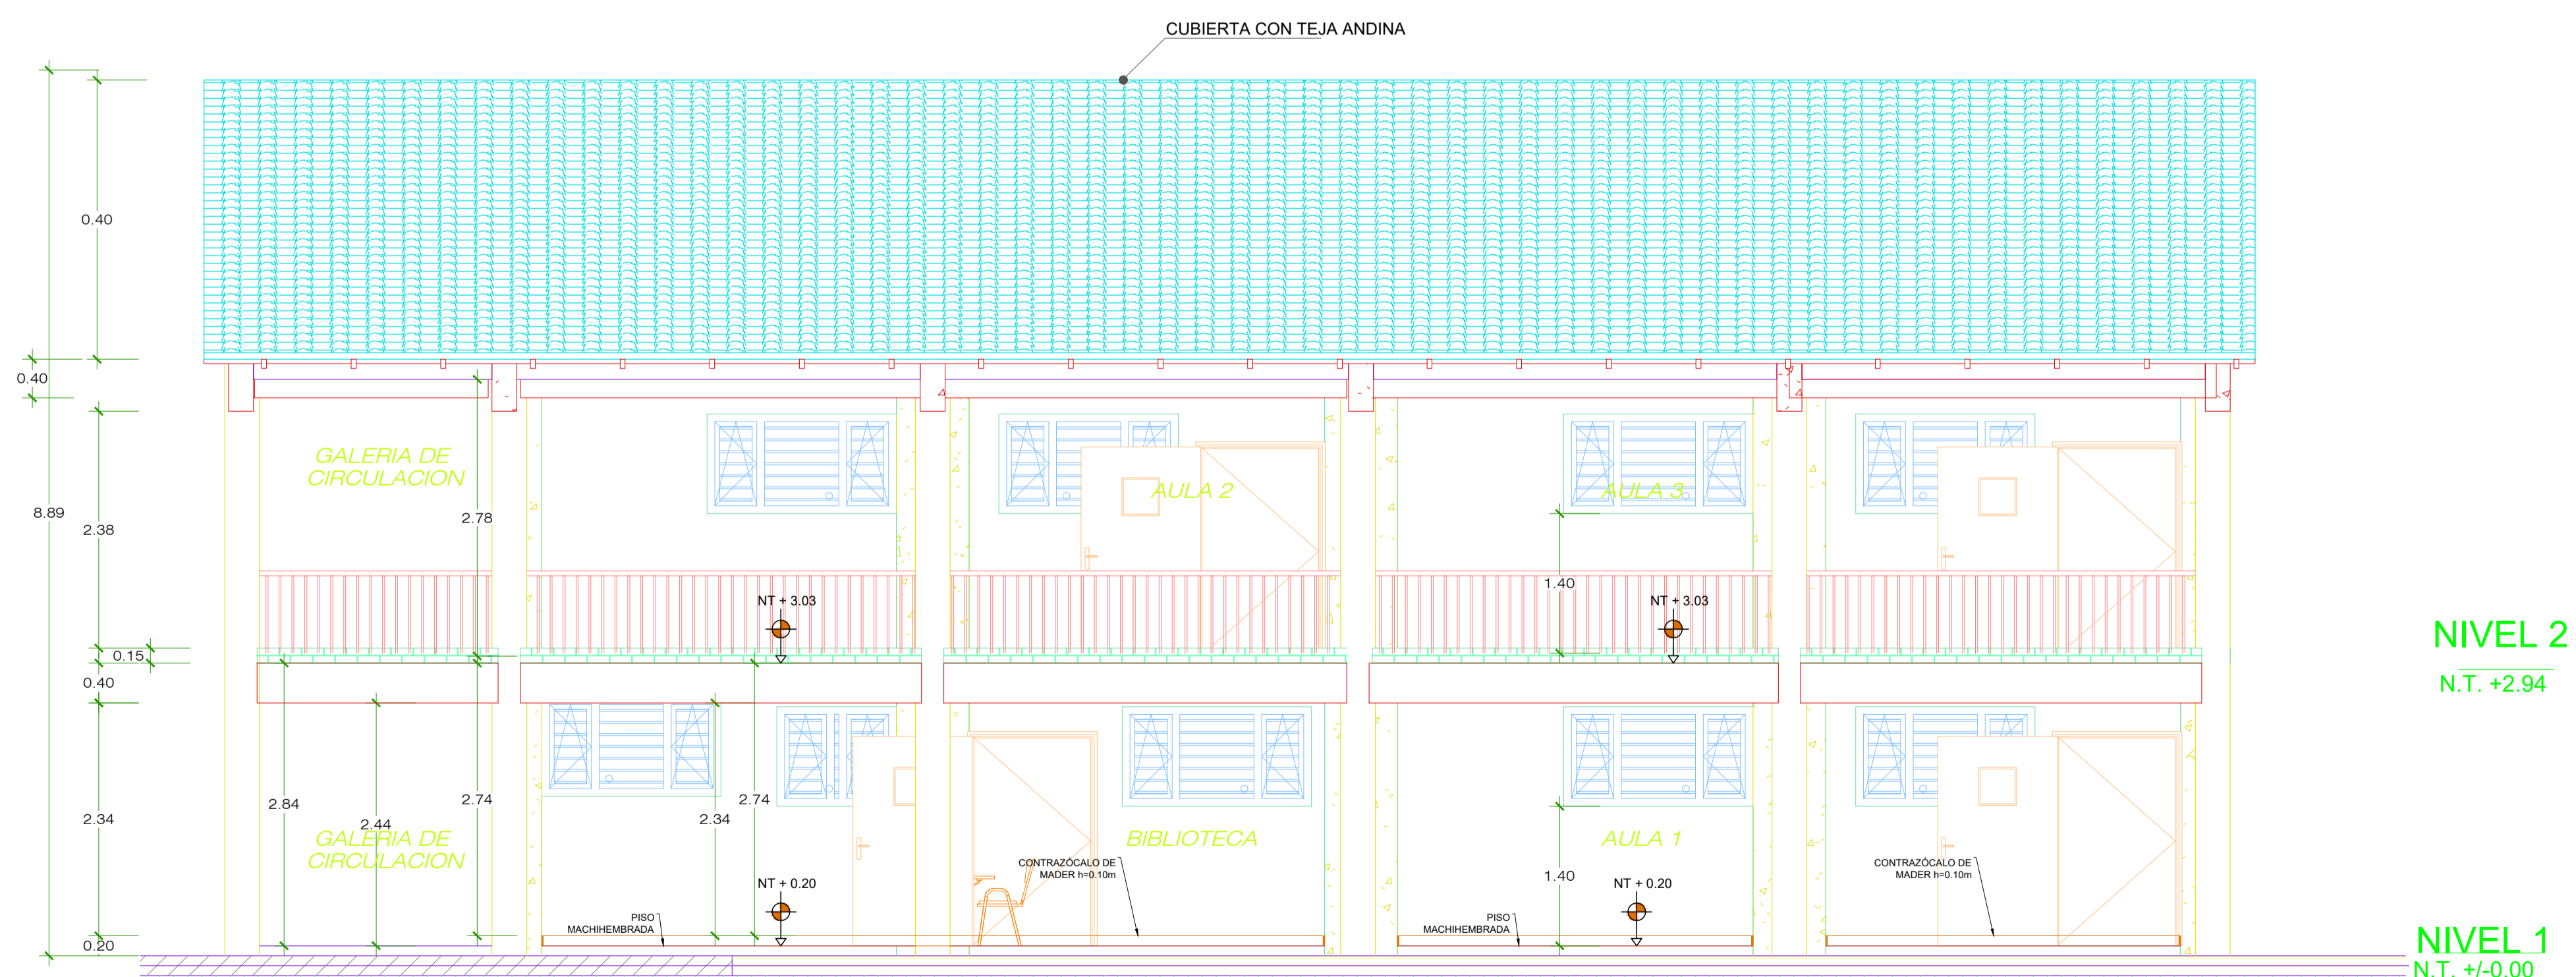 CUBIERTA CON TEJA ANDINA
0.40
0.40
GALERIA DE
CIRCULACION
AULA 2
AULA 3
8.89
2.38
2.78
1.40
NT + 3.03
NT + 3.03
NIVEL 2
N.T. +2.94
0.15
0.40
2.84
2.44
2.74
2.34
2.74
2.34
GALERIA DE
CIRCULACION
BIBLIOTECA
AULA 1
CONTRAZÓCALO DE
MADER h=0.10m
CONTRAZÓCALO DE
MADER h=0.10m
1.40
NT + 0.20
NT + 0.20
PISO
MACHIHEMBRADA
PISO
MACHIHEMBRADA
0.20
NIVEL 1
N.T. +/-0.00